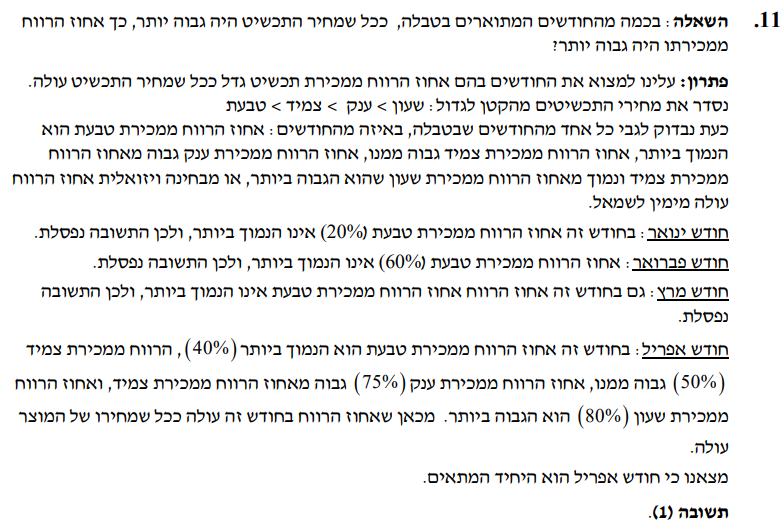 11. השאלה: בכמה מהחודשים המתוארים בטבלה, ככל שמחיר התכשיט היה גבוה יותר, כך אחוז הרווח
ממכירתו היה גבוה יותר?
פתרון: עלינו למצוא את החודשים בהם אחוז הרווח ממכירת תכשיט גדל ככל שמחיר התכשיט עולה.
נסדר את מחירי התכשיטים מהקטן לגדול: שעון > ענק > צמיד > טבעת
כעת נבדוק לגבי כל אחד מהחודשים שבטבלה, באיזה מהחודשים: אחוז הרווח ממכירת טבעת הוא
הנמוך ביותר, אחוז הרווח ממכירת צמיד גבוה ממנו, אחוז הרווח ממכירת ענק גבוה מאחוז הרווח
ממכירת צמיד ונמוך מאחוז הרווח ממכירת שעון שהוא הגבוה ביותר, או מבחינה ויזואלית אחוז הרווח
עולה מימין לשמאל.
חודש ינואר: בחודש זה אחוז הרווח ממכירת טבעת (20%) אינו הנמוך ביותר, ולכן התשובה נפסלת.
חודש פברואר: אחוז הרווח ממכירת טבעת (60%) אינו הנמוך ביותר, ולכן התשובה נפסלת.
חודש מרץ: גם בחודש זה אחוז הרווח אחוז הרווח ממכירת טבעת אינו הנמוך ביותר, ולכן התשובה
נפסלת.
חודש אפריל: בחודש זה אחוז הרווח ממכירת טבעת הוא הנמוך ביותר (40%), הרווח ממכירת צמיד
(50%) גבוה ממנו, אחוז הרווח ממכירת ענק (75%) גבוה מאחוז הרווח ממכירת צמיד, ואחוז הרווח
ממכירת שעון (80%) הוא הגבוה ביותר. מכאן שאחוז הרווח בחודש זה עולה ככל שמחירו של המוצר
עולה.
מצאנו כי חודש אפריל הוא היחיד המתאים.
תשובה (1).